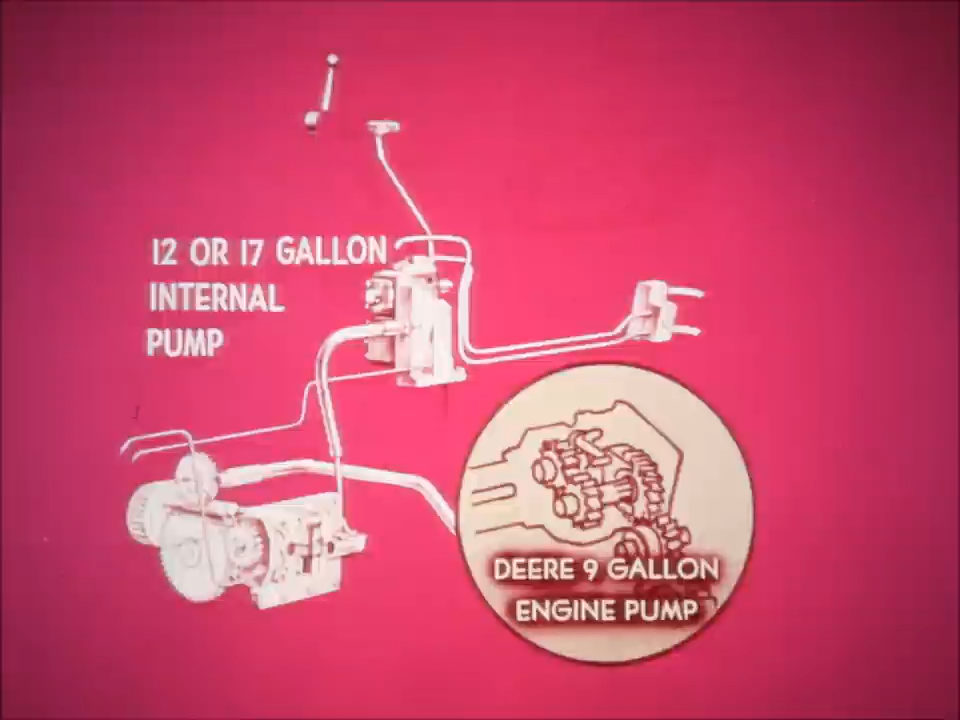 12 OR 17 GALLON
INTERNAL
PUMP
DEERE 9 GALLON
ENGINE PUMP